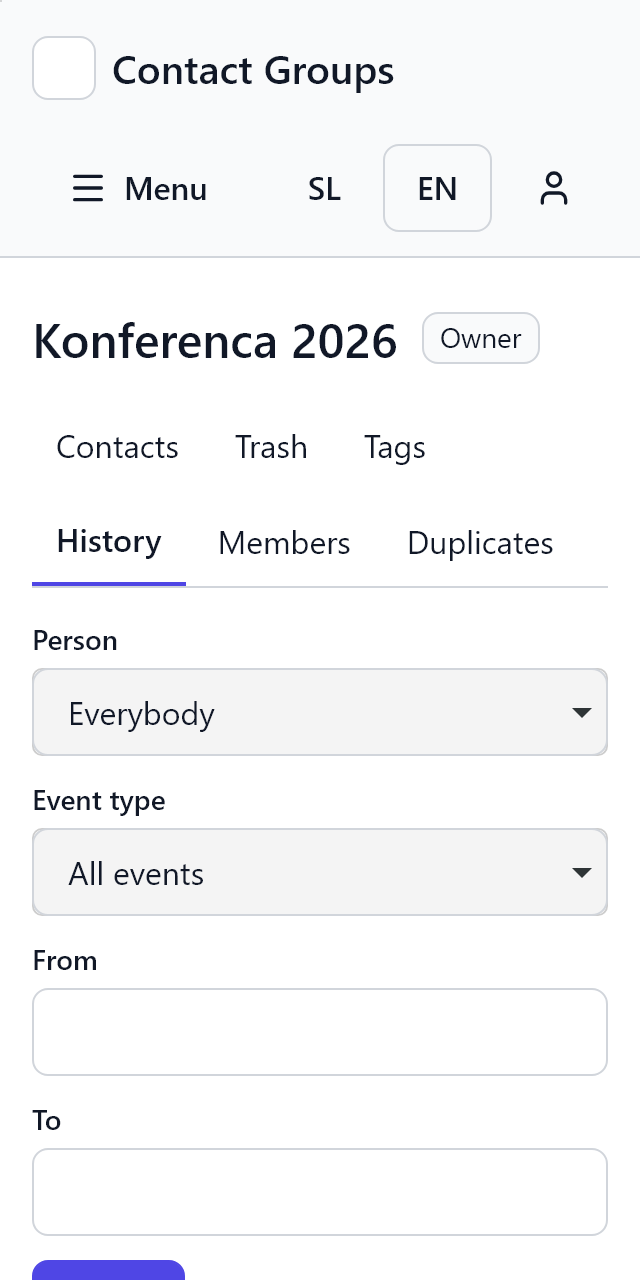 Contact Groups
Menu SL EN
Konferenca 2026 Owner
Contacts Trash Tags
History Members Duplicates
Person
Everybody
Event type
All events
From
To